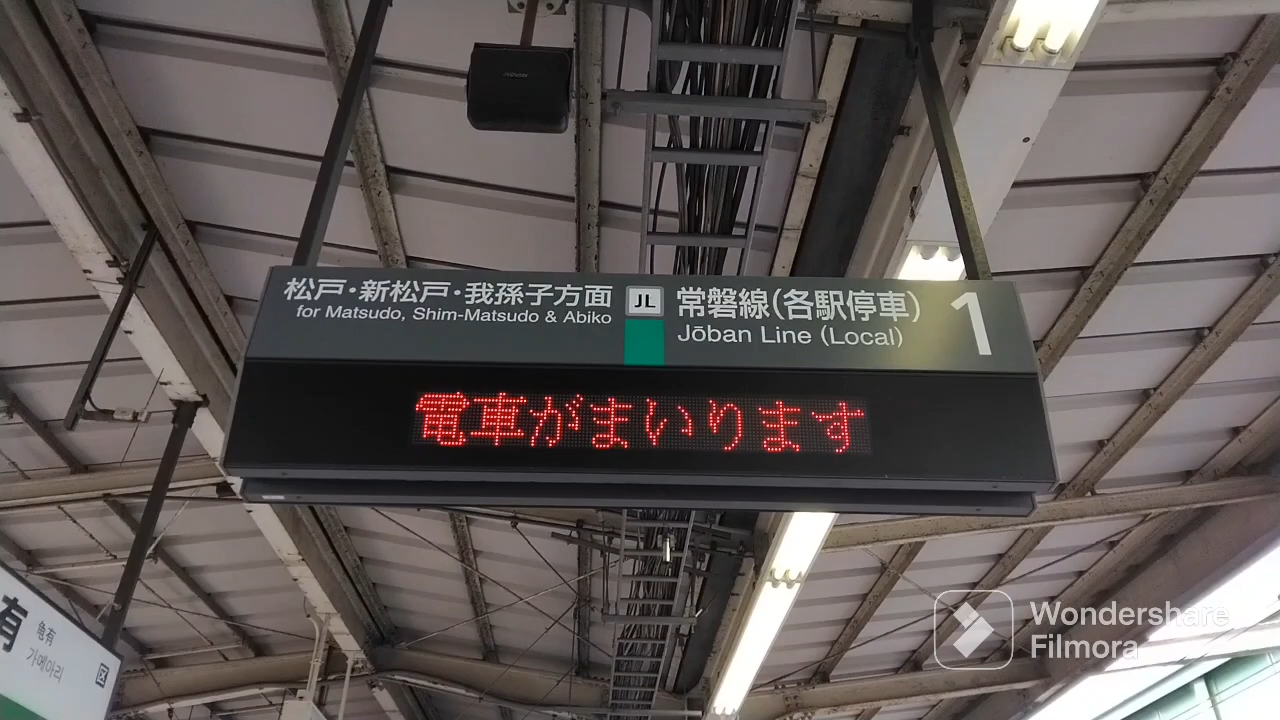 松戸・新松戸・我孫子方面
for Matsudo, Shim-Matsudo & Abiko
JL
常磐線(各駅停車)
Jōban Line (Local)
1
電車がまいります
有
亀有
가메아리
区
Wondershare
Filmora